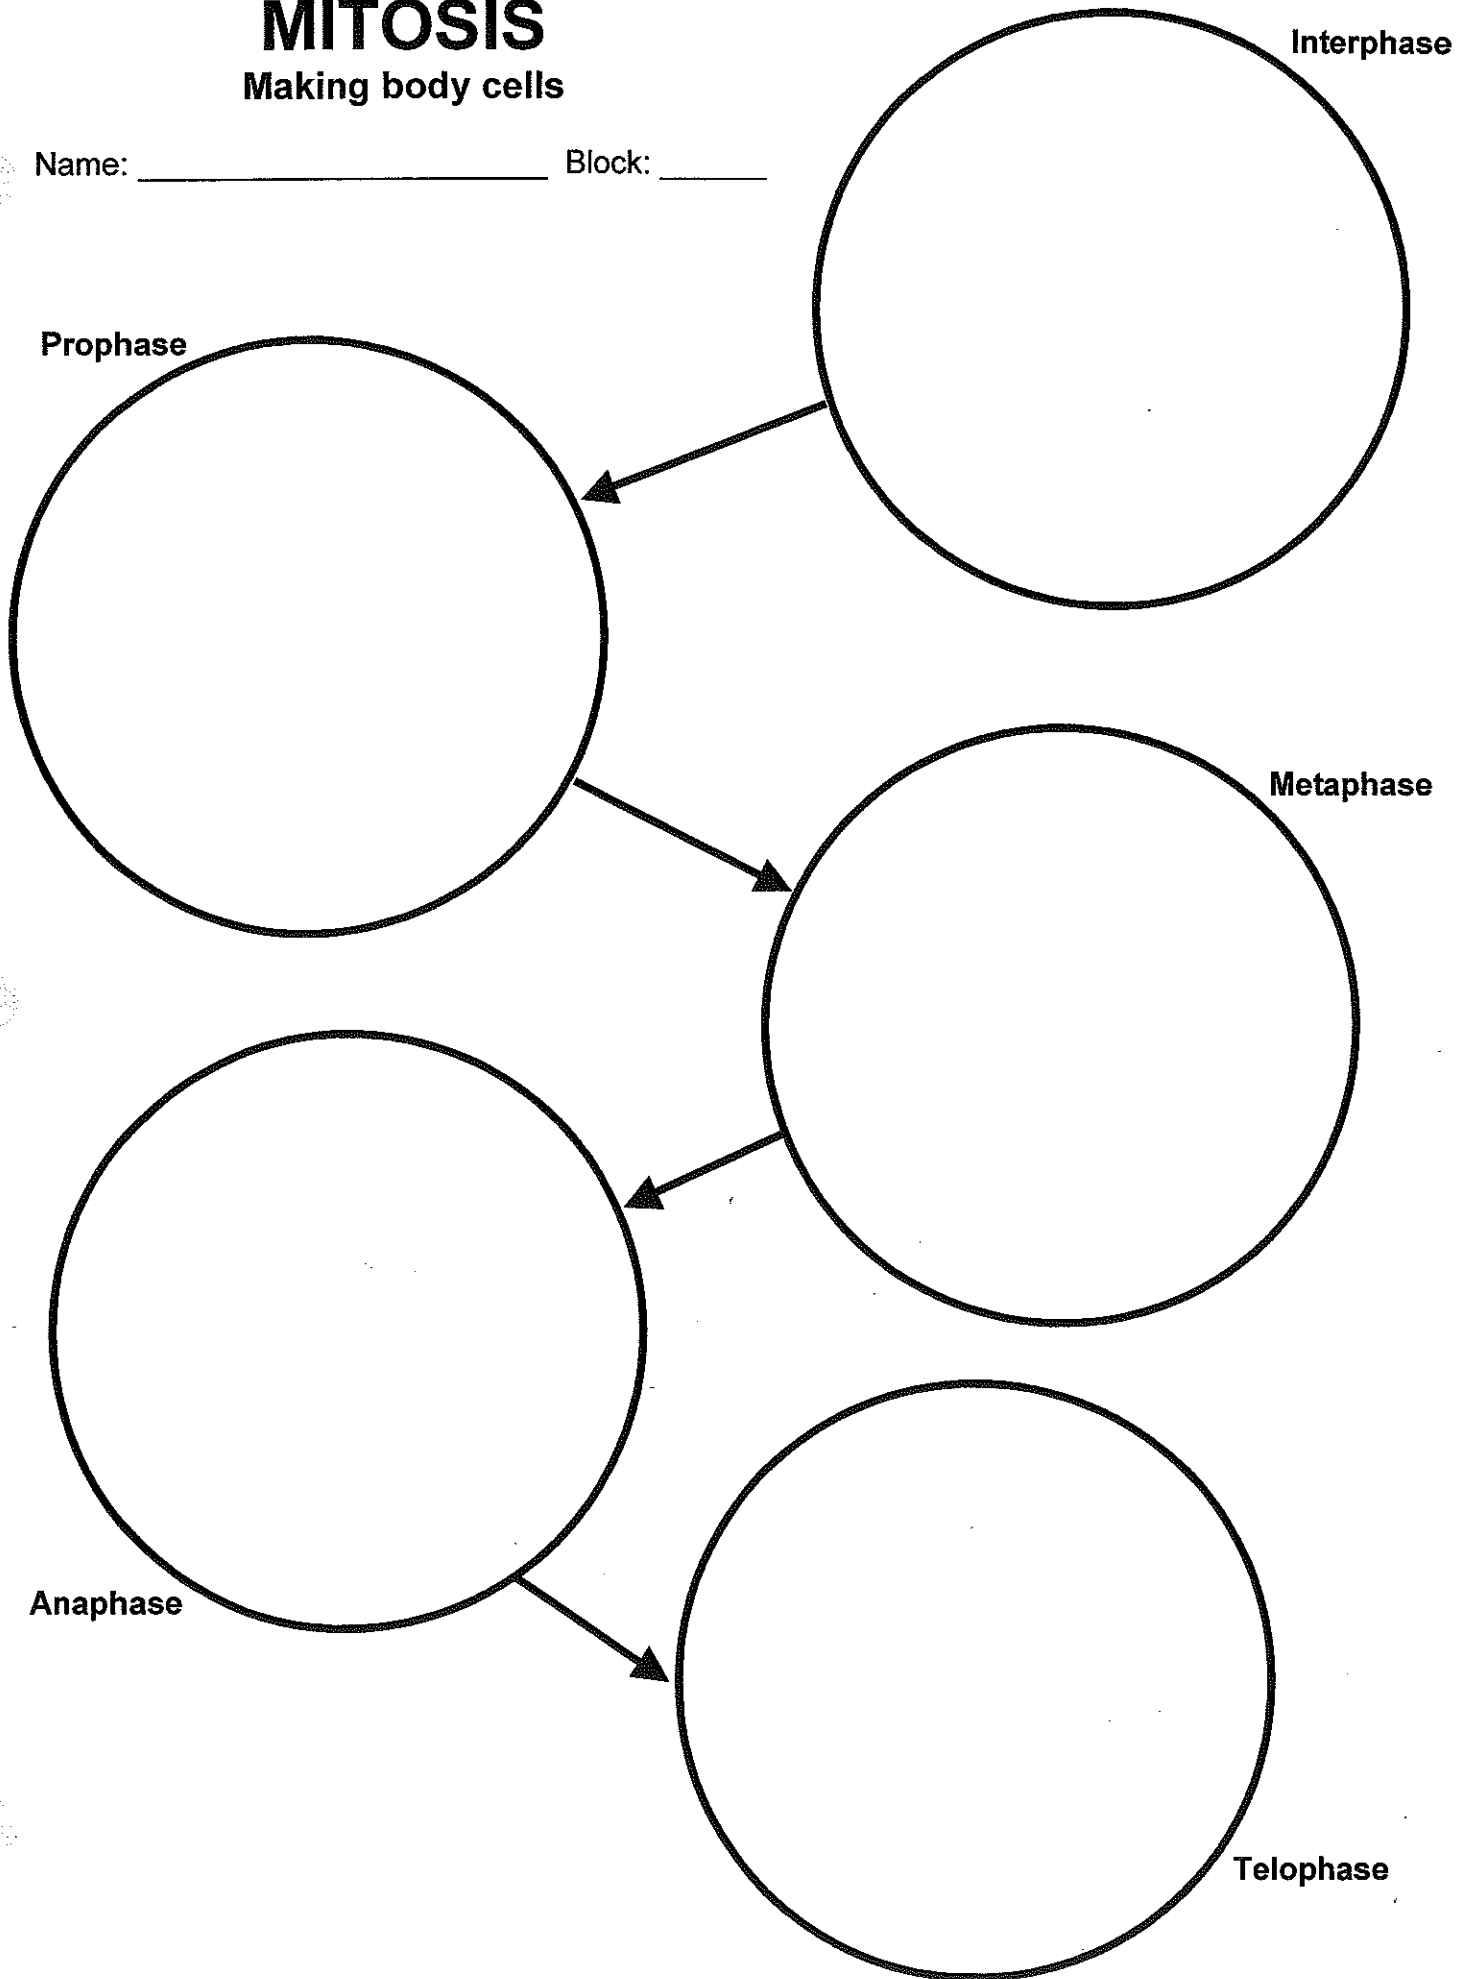 MITOSIS
Making body cells
Name: Block:
Interphase
Prophase
Metaphase
Anaphase
Telophase